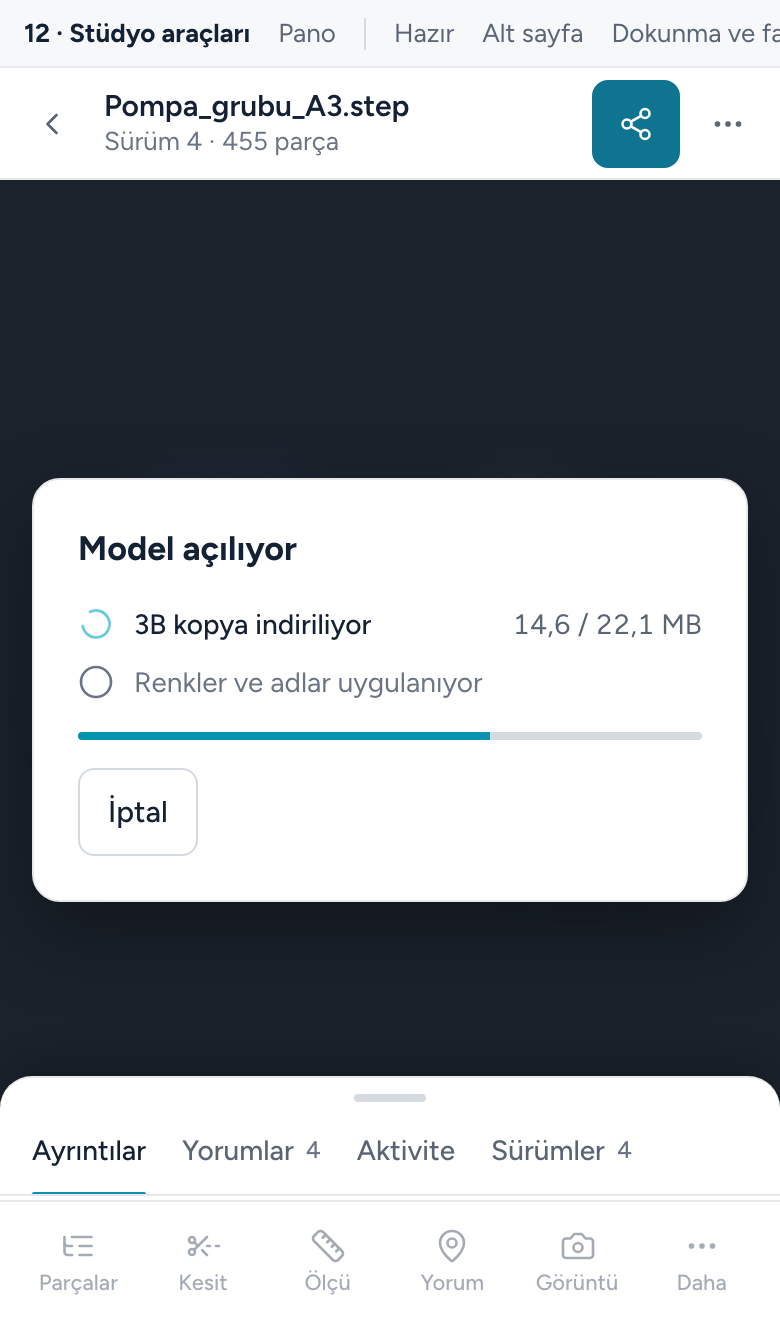 12 · Stüdyo araçları Pano Hazır Alt sayfa Dokunma ve
Pompa_grubu_A3.step
Sürüm 4 · 455 parça
Model açılıyor
3B kopya indiriliyor 14,6 / 22,1 MB
Renkler ve adlar uygulanıyor
İptal
Ayrıntılar Yorumlar 4 Aktivite Sürümler 4
Parçalar Kesit Ölçü Yorum Görüntü Daha